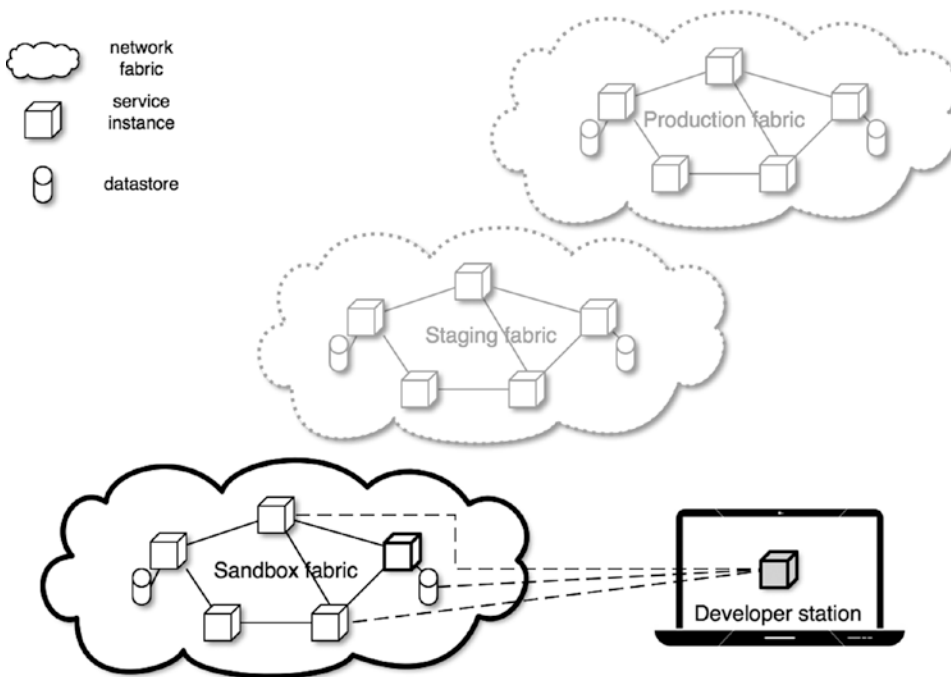 network
fabric
service
instance
datastore
Production fabric
Staging fabric
Sandbox fabric
Developer station